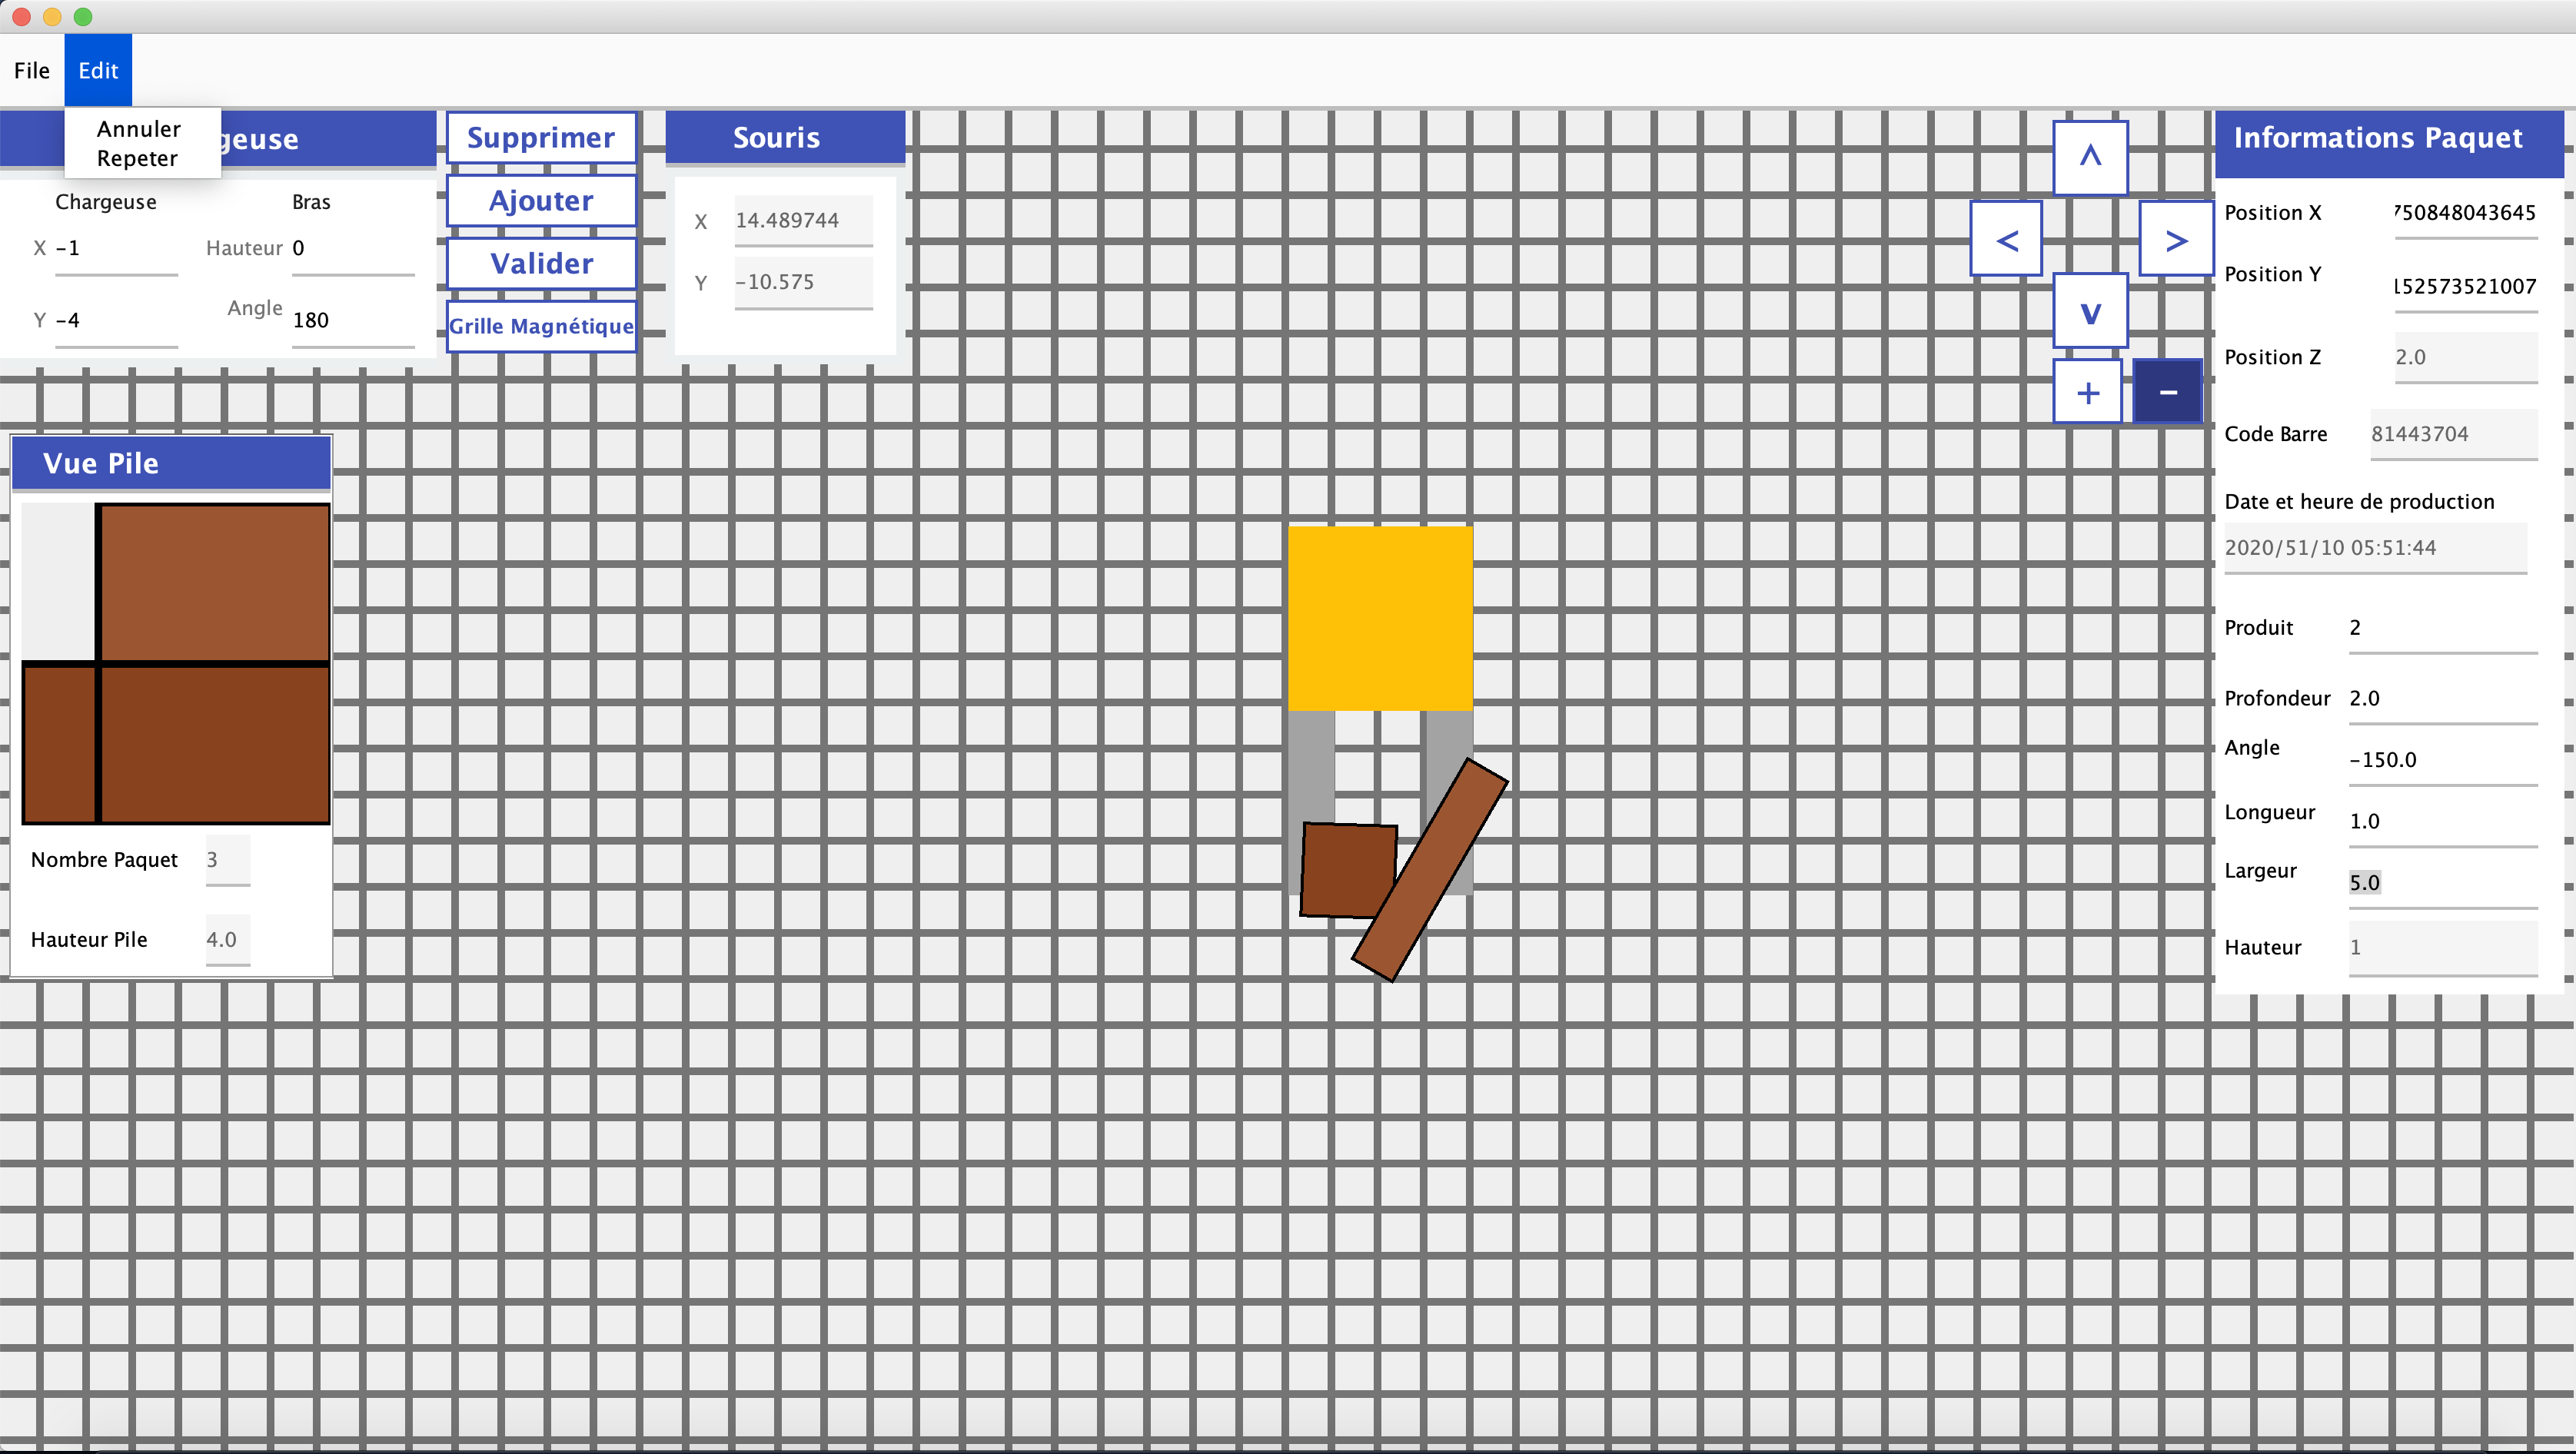 File Edit
Annuler
Repeter
geuse
Chargeuse Bras
X -1 Hauteur 0
Y -4 Angle 180
Supprimer
Ajouter
Valider
Grille Magnétique
Souris
X 14.489744
Y -10.575
^
< >
v
+ -
Vue Pile
Nombre Paquet 3
Hauteur Pile 4.0
Informations Paquet
Position X 750848043645
Position Y 152573521007
Position Z 2.0
Code Barre 81443704
Date et heure de production
2020/51/10 05:51:44
Produit 2
Profondeur 2.0
Angle -150.0
Longueur 1.0
Largeur 5.0
Hauteur 1